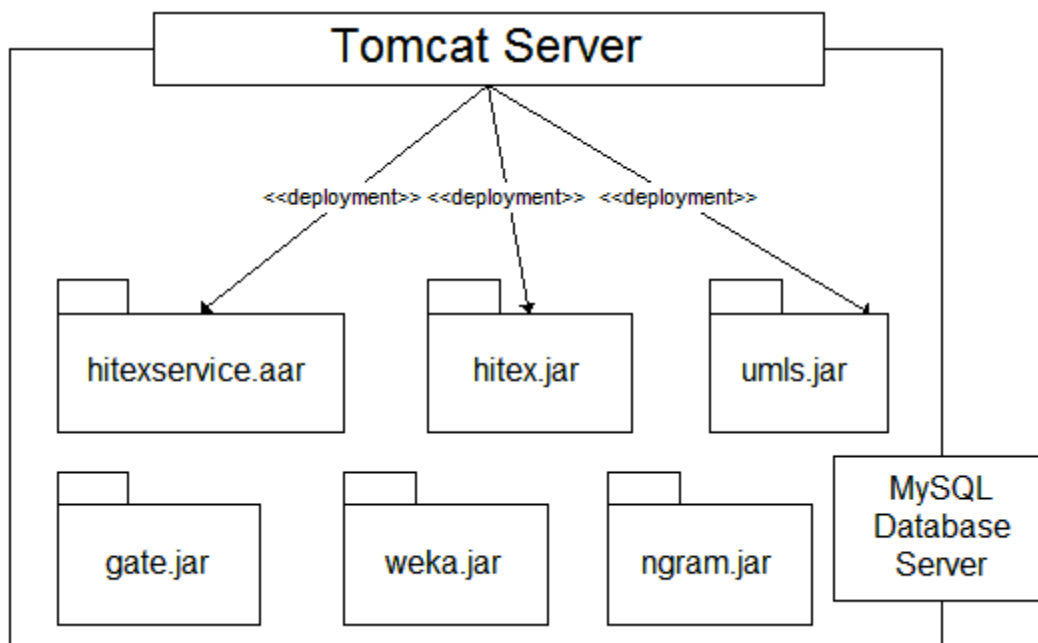 Tomcat Server
<<deployment>> <<deployment>> <<deployment>>
hitexservice.aar
hitex.jar
umls.jar
gate.jar
weka.jar
ngram.jar
MySQL
Database
Server